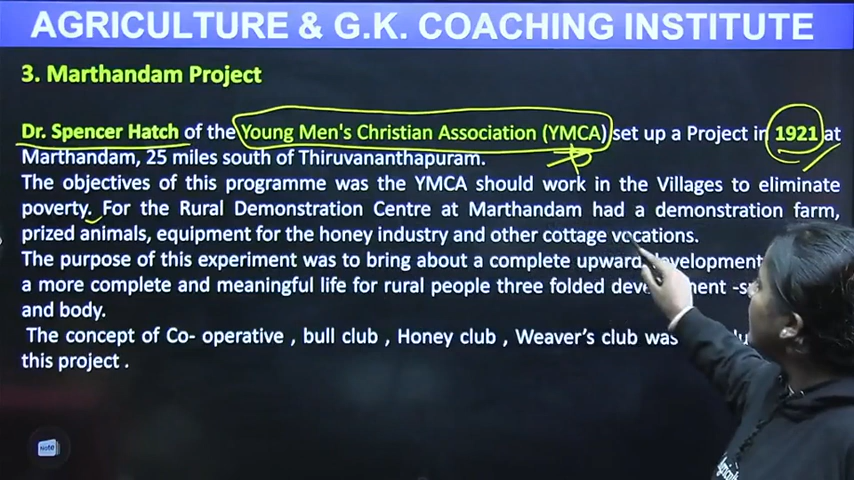 AGRICULTURE & G.K. COACHING INSTITUTE
3. Marthandam Project
Dr. Spencer Hatch of the Young Men's Christian Association (YMCA) set up a Project in 1921 at
Marthandam, 25 miles south of Thiruvananthapuram.
The objectives of this programme was the YMCA should work in the Villages to eliminate
poverty. For the Rural Demonstration Centre at Marthandam had a demonstration farm,
prized animals, equipment for the honey industry and other cottage vocations.
The purpose of this experiment was to bring about a complete upward development
a more complete and meaningful life for rural people three folded
and body.
The concept of Co- operative , bull club , Honey club , Weaver's club was
this project .
Note